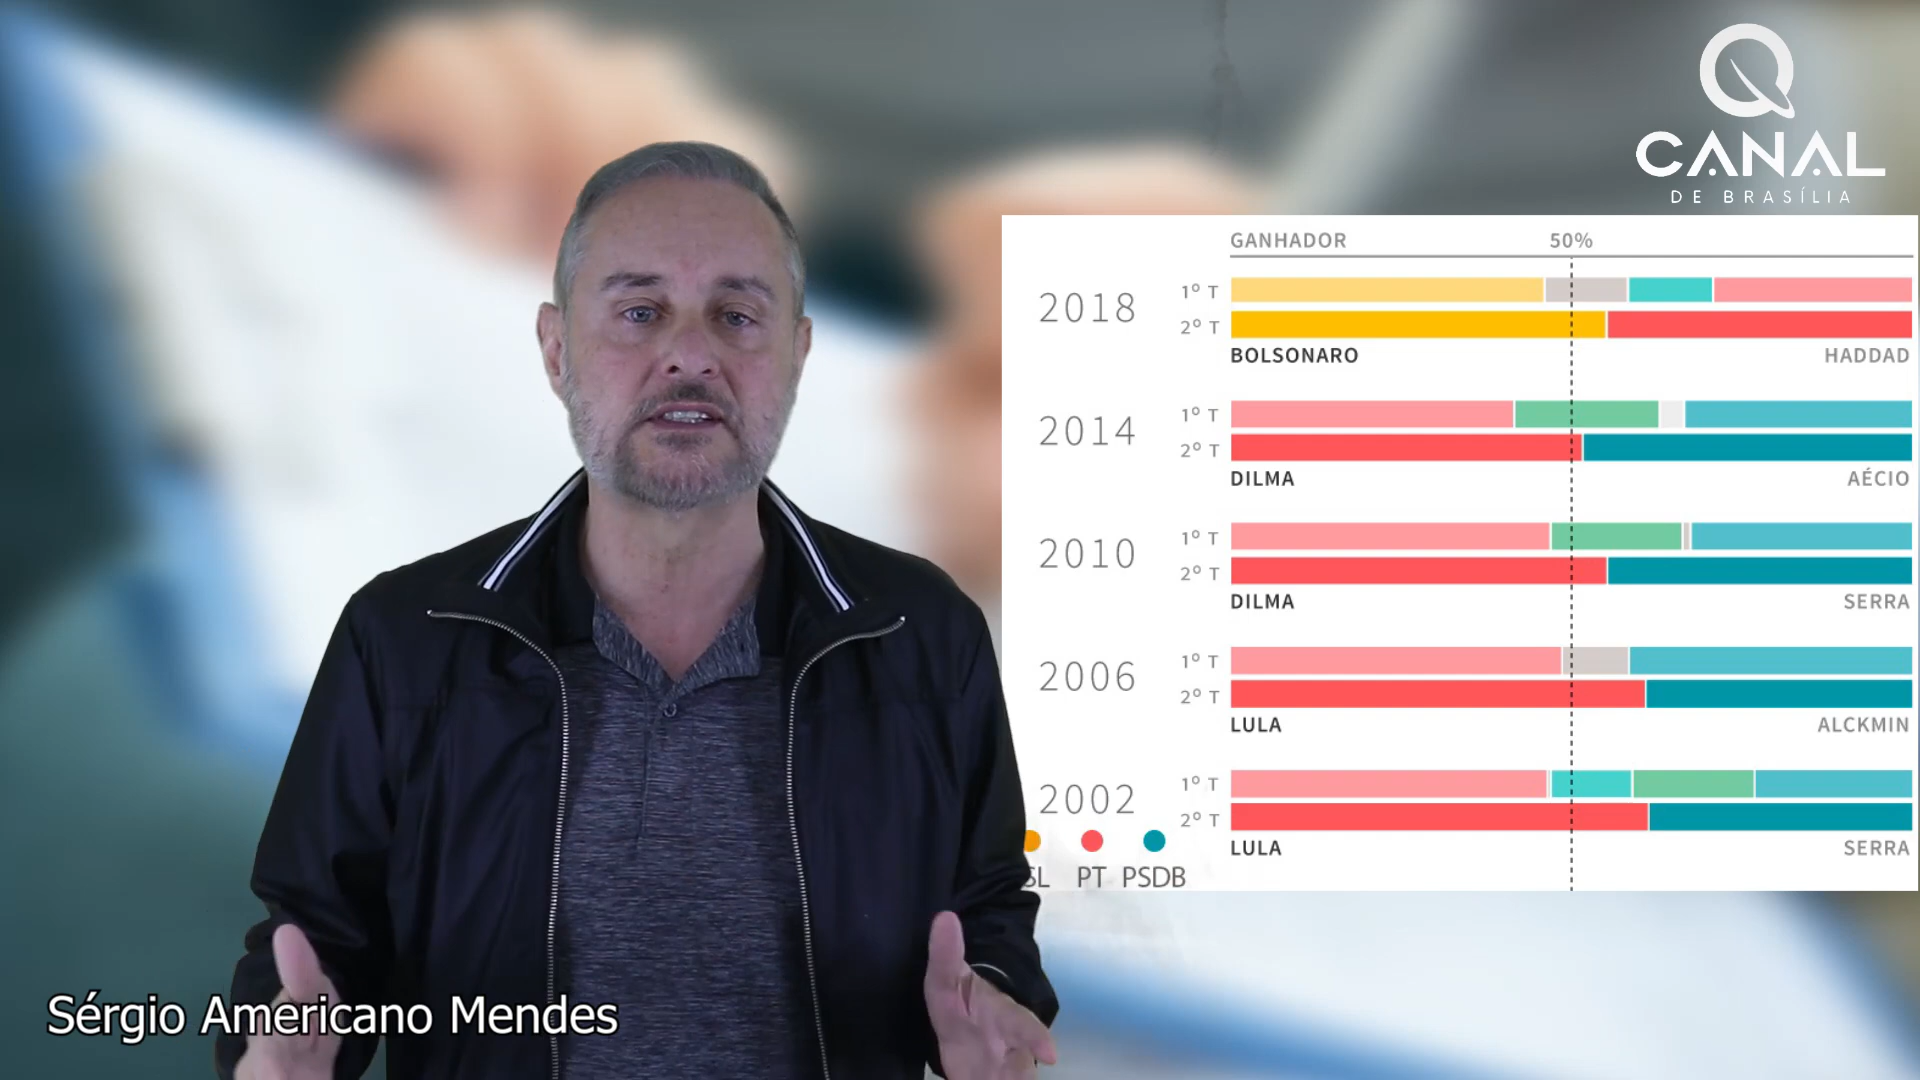 CANAL
DE BRASÍLIA
GANHADOR 50%
2018
1º T
2º T
BOLSONARO HADDAD
2014
1º T
2º T
DILMA AÉCIO
2010
1º T
2º T
DILMA SERRA
2006
1º T
2º T
LULA ALCKMIN
2002
1º T
2º T
LULA SERRA
SL PT PSDB
Sérgio Americano Mendes